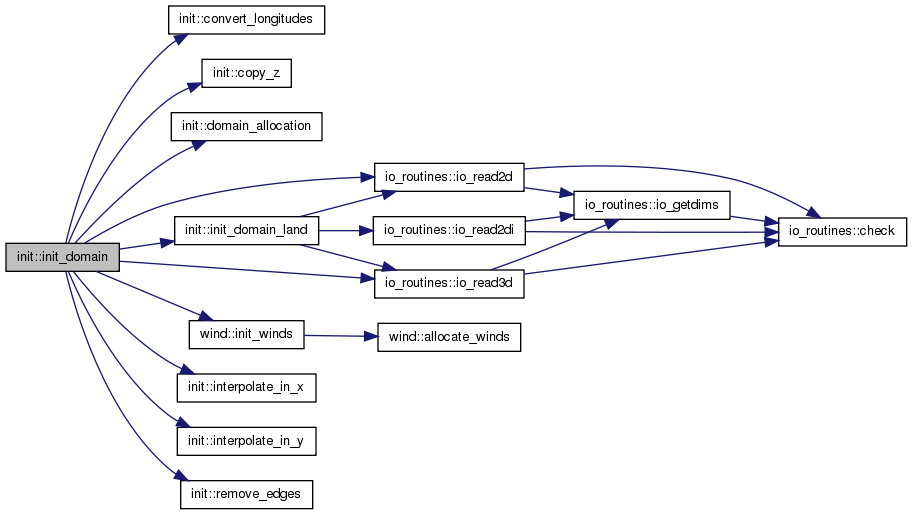 init::convert_longitudes
init::copy_z
init::domain_allocation
io_routines::io_read2d
io_routines::io_getdims
init::init_domain_land
io_routines::io_read2di
io_routines::check
init::init_domain
io_routines::io_read3d
wind::init_winds
wind::allocate_winds
init::interpolate_in_x
init::interpolate_in_y
init::remove_edges